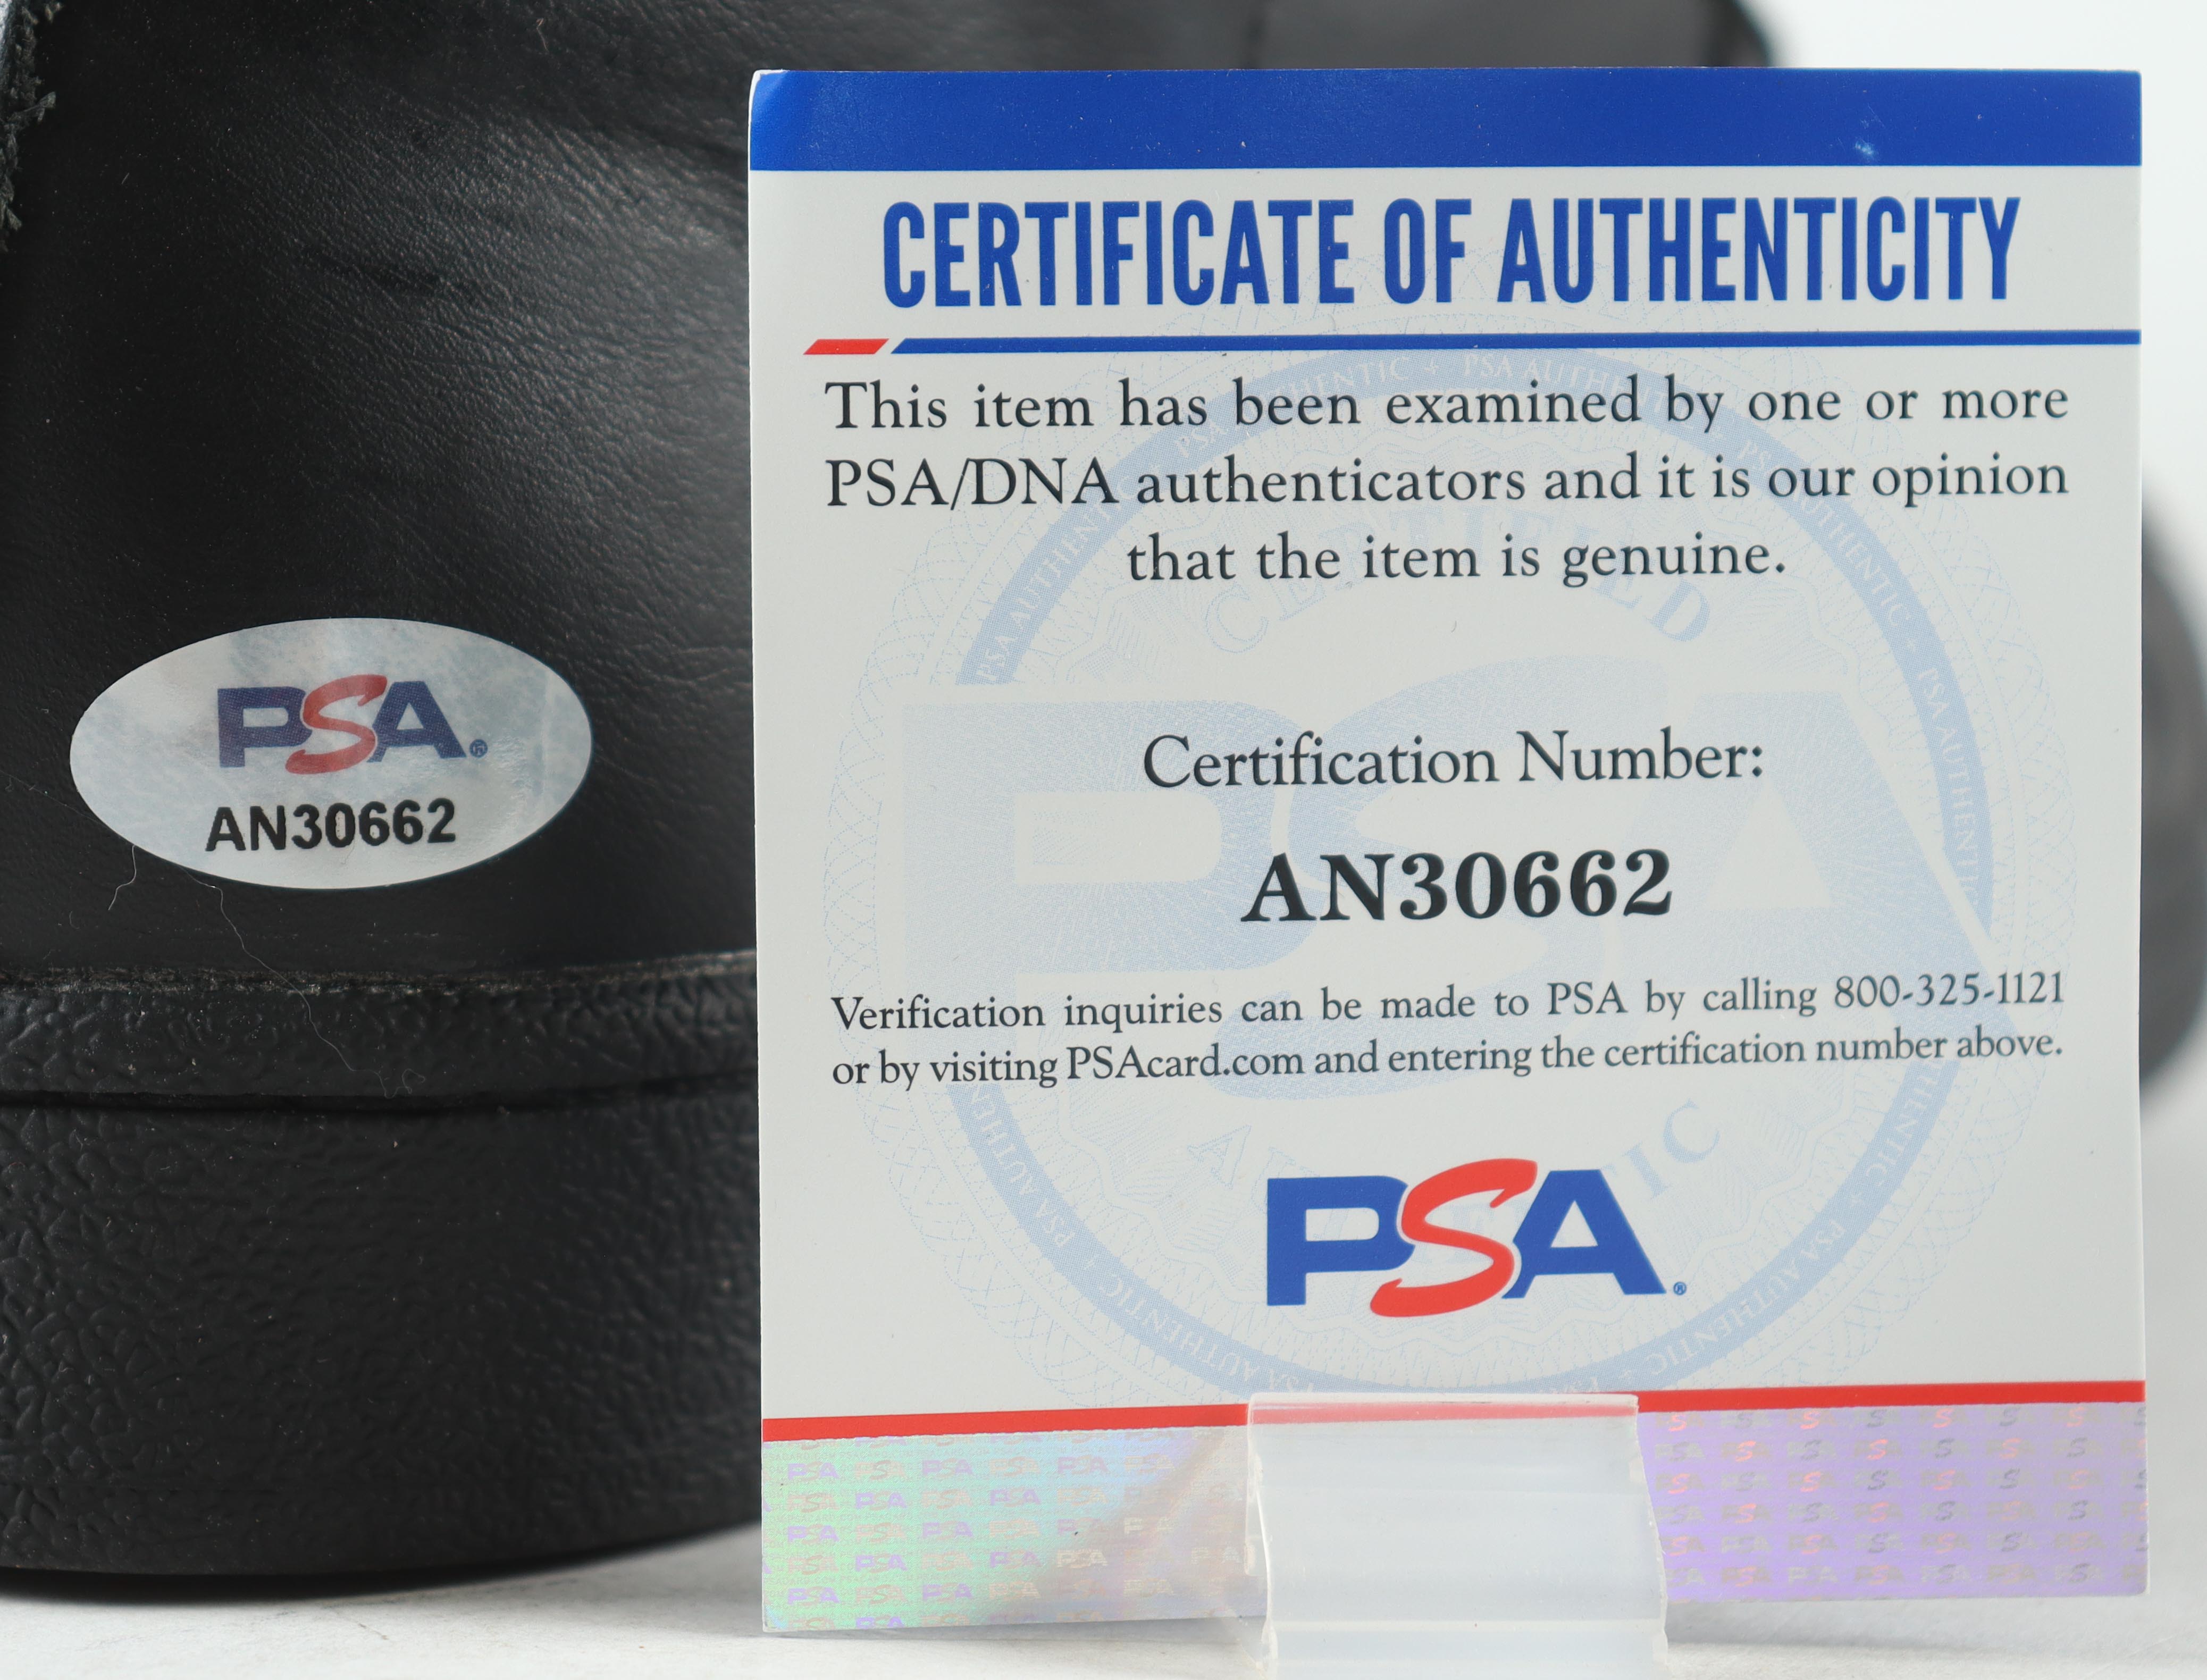 PSA®
AN30662
CERTIFICATE OF AUTHENTICITY
This item has been examined by one or more
PSA/DNA authenticators and it is our opinion
that the item is genuine.
Certification Number:
AN30662
Verification inquiries can be made to PSA by calling 800-325-1121
or by visiting PSAcard.com and entering the certification number above.
PSA®